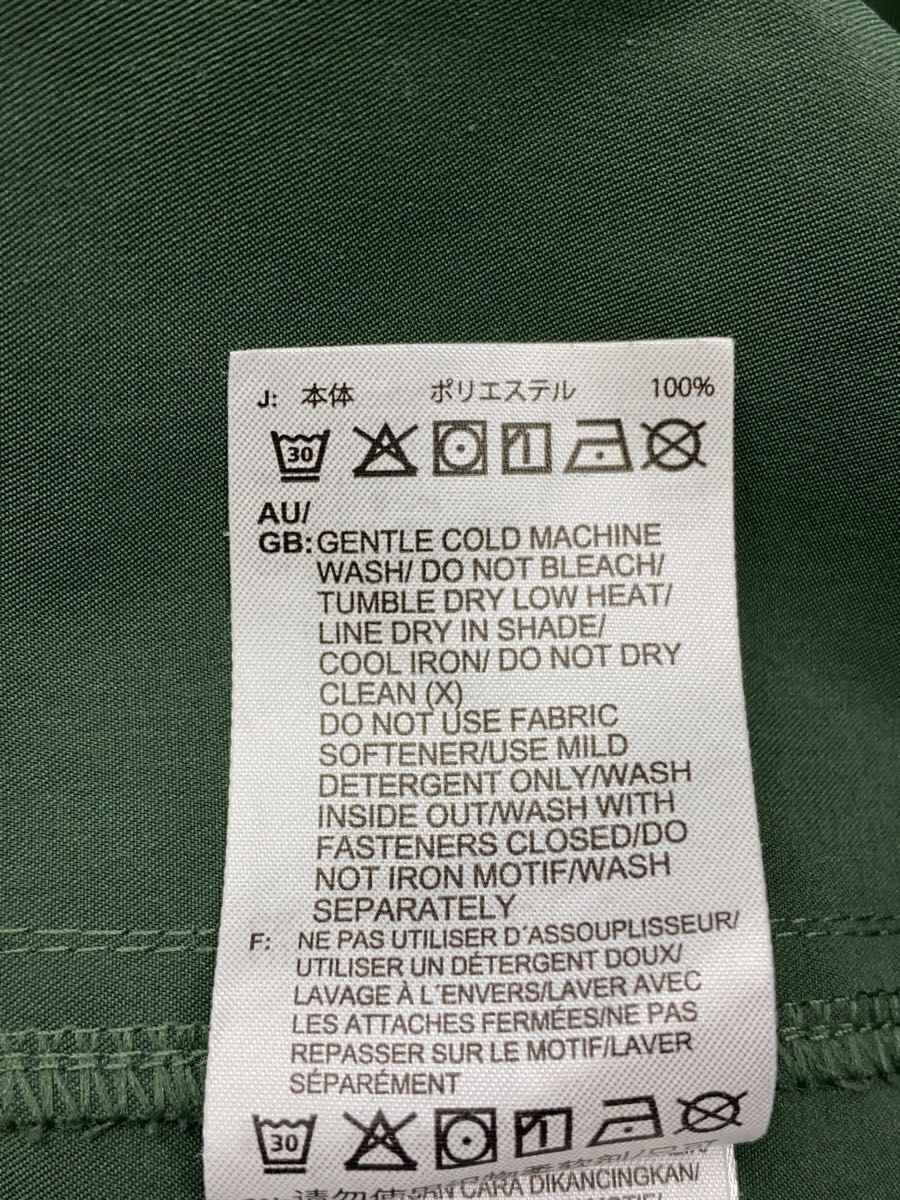 J: 本体 ポリエステル 100%
30
AU/
GB: GENTLE COLD MACHINE
WASH/ DO NOT BLEACH/
TUMBLE DRY LOW HEAT/
LINE DRY IN SHADE/
COOL IRON/ DO NOT DRY
CLEAN (X)
DO NOT USE FABRIC
SOFTENER/USE MILD
DETERGENT ONLY/WASH
INSIDE OUT/WASH WITH
FASTENERS CLOSED/DO
NOT IRON MOTIF/WASH
SEPARATELY
F: NE PAS UTILISER D'ASSOUPLISSEUR/
UTILISER UN DÉTERGENT DOUX/
LAVAGE À L'ENVERS/LAVER AVEC
LES ATTACHES FERMÉES/NE PAS
REPASSER SUR LE MOTIF/LAVER
SÉPARÉMENT
30
CARA DIKANCINGKAN/